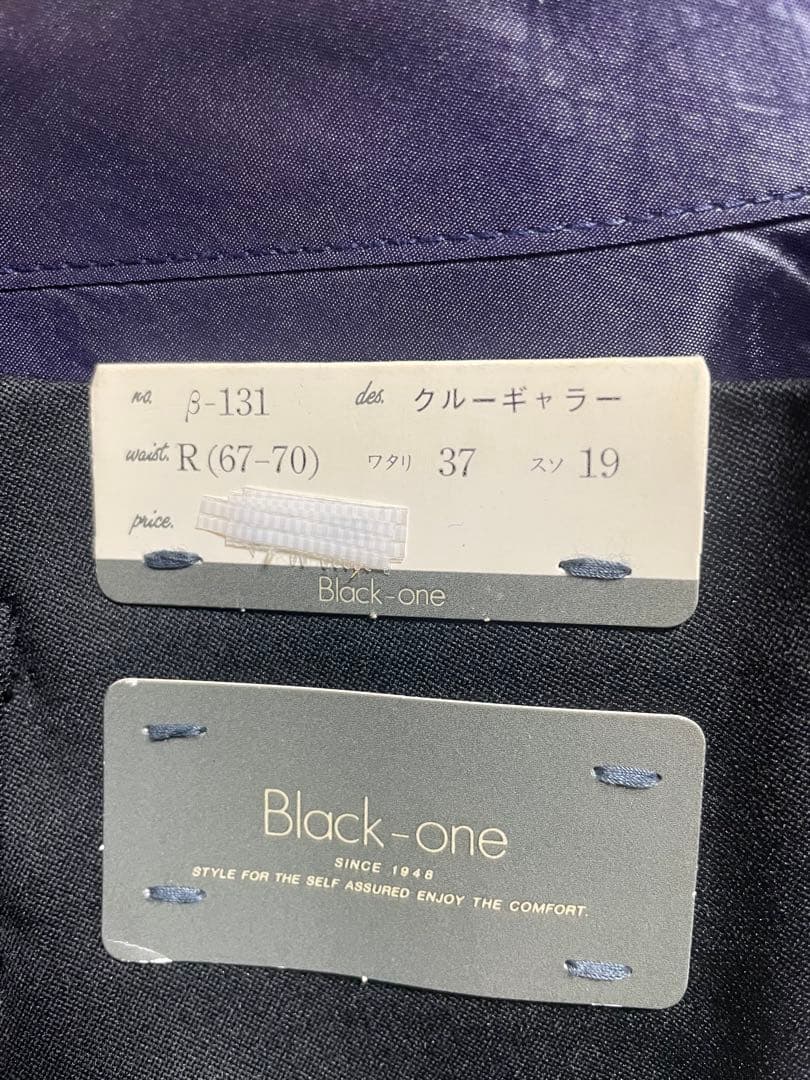 no. β-131 des. クルーギャラー
waist. R (67-70) ワタリ 37 スソ 19
price.
Black-one
Black-one
SINCE 1948
STYLE FOR THE SELF ASSURED ENJOY THE COMFORT.